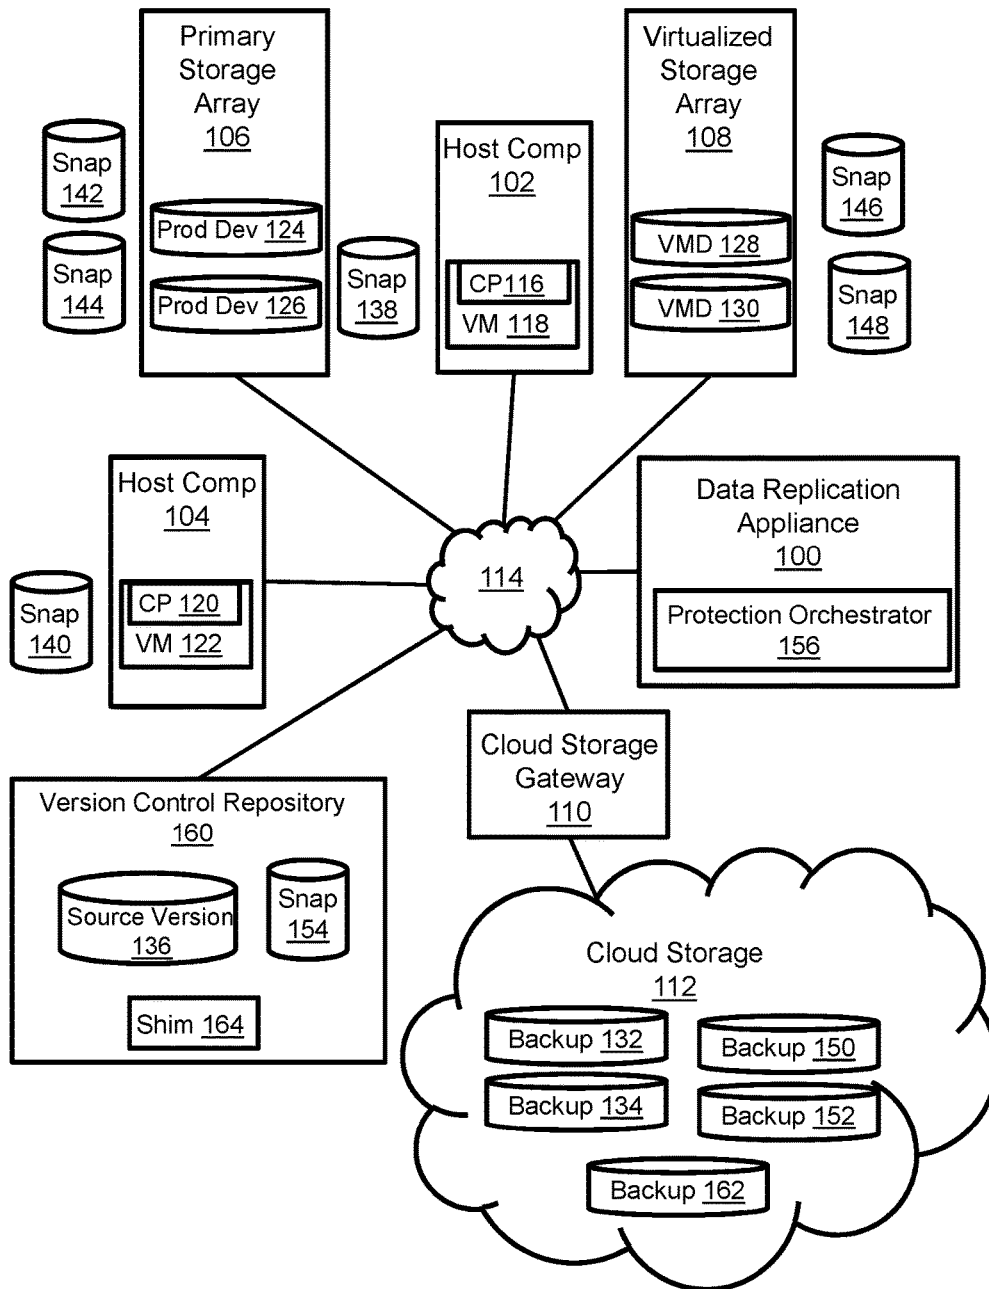 Primary
Storage
Array
106
Virtualized
Storage
Array
108
Host Comp
102
Snap
142
Snap
144
Prod Dev 124
Prod Dev 126
Snap
138
CP116
VM 118
VMD 128
VMD 130
Snap
146
Snap
148
Host Comp
104
CP 120
VM 122
Snap
140
114
Data Replication
Appliance
100
Protection Orchestrator
156
Cloud Storage
Gateway
110
Version Control Repository
160
Source Version
136
Snap
154
Shim 164
Cloud Storage
112
Backup 132
Backup 150
Backup 134
Backup 152
Backup 162